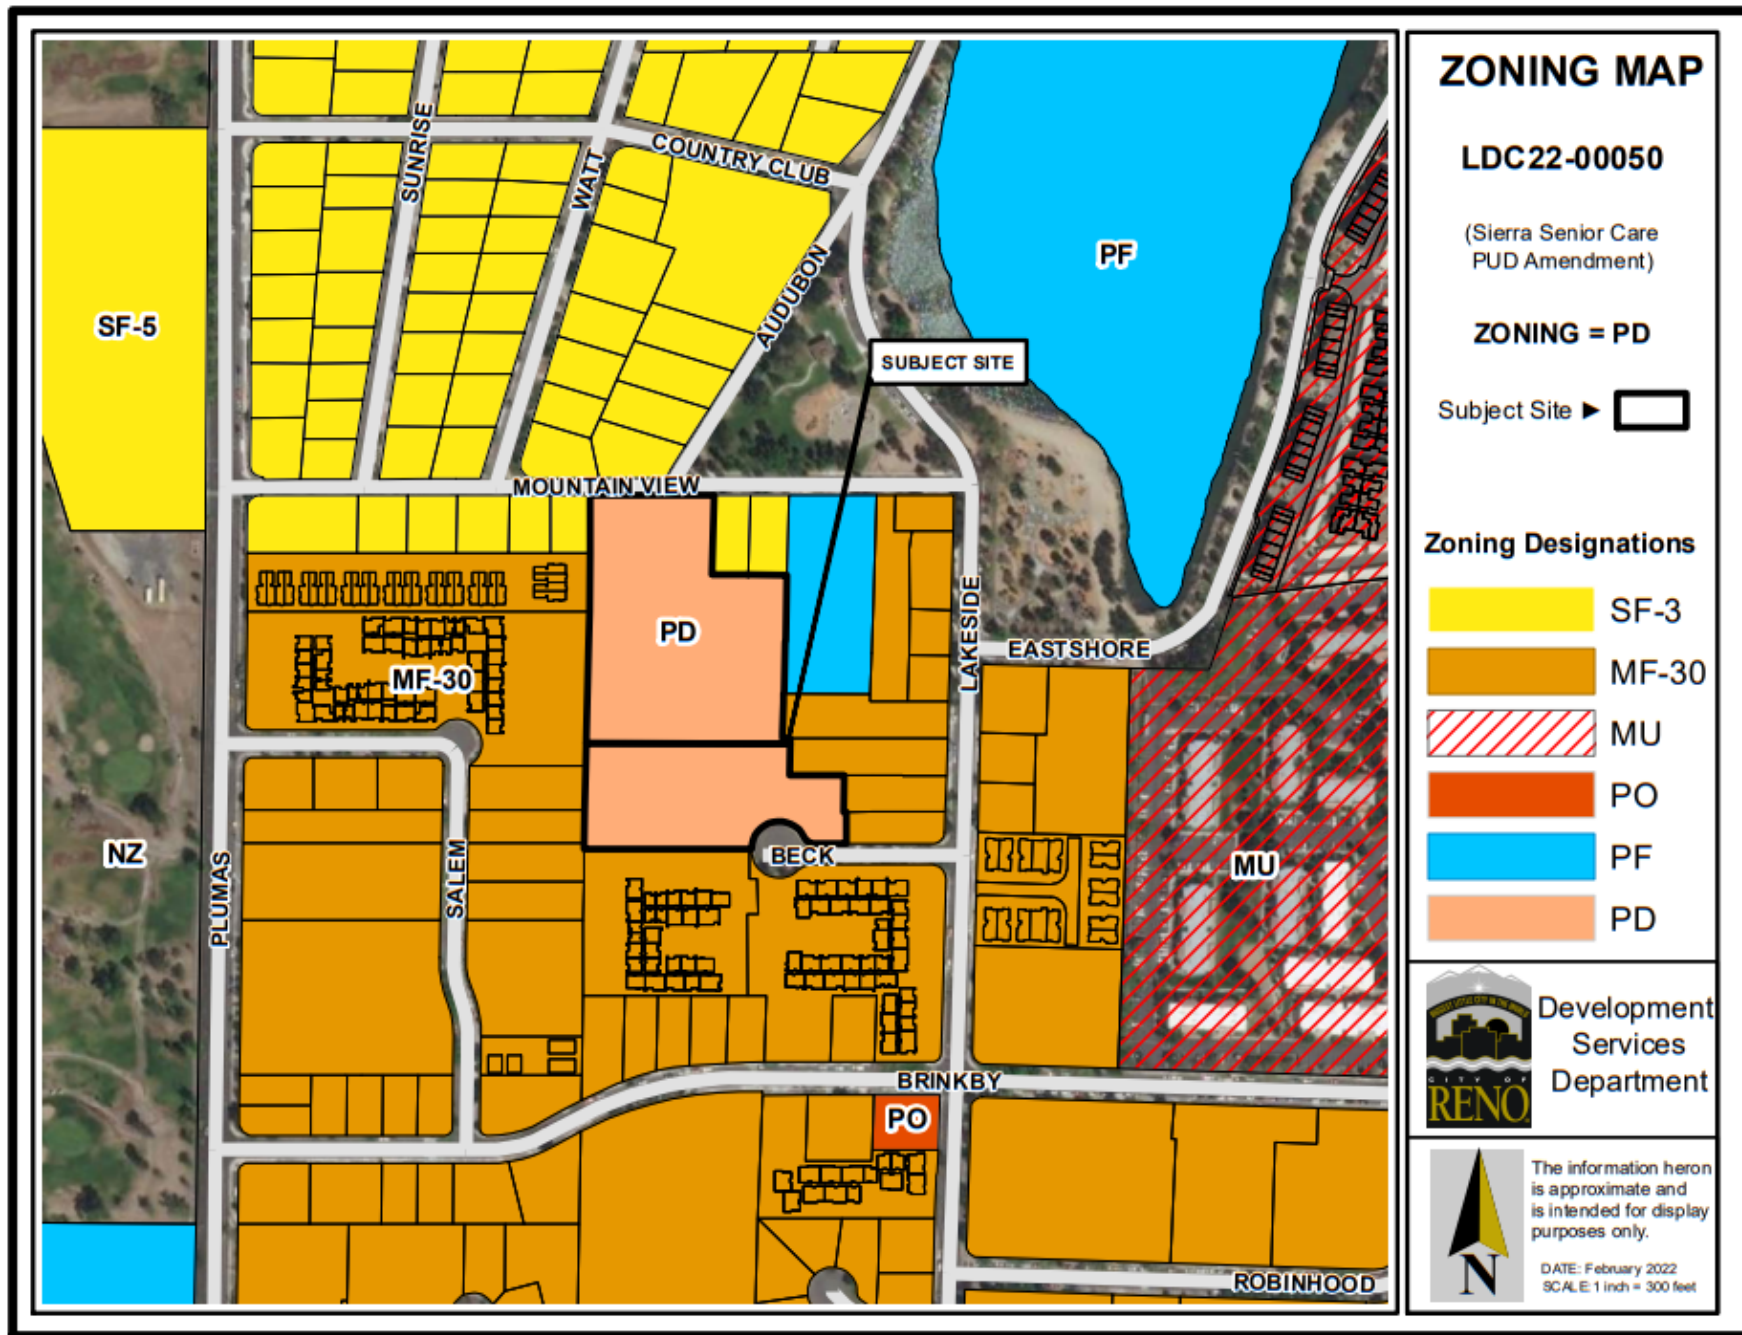 ZONING MAP
LDC22-00050
(Sierra Senior Care
PUD Amendment)
ZONING = PD
Subject Site ►
Zoning Designations
SF-3
MF-30
MU
PO
PF
PD
Development
Services
Department
CITY OF
RENO
The information heron
is approximate and
is intended for display
purposes only.
DATE: February 2022
SCALE: 1 inch = 300 feet
N
SUNRISE
WATT
COUNTRY CLUB
AUDUBON
PF
SF-5
SUBJECT SITE
MOUNTAIN VIEW
LAKESIDE
PD
MF-30
EASTSHORE
NZ
PLUMAS
SALEM
BECK
MU
BRINKBY
PO
ROBINHOOD